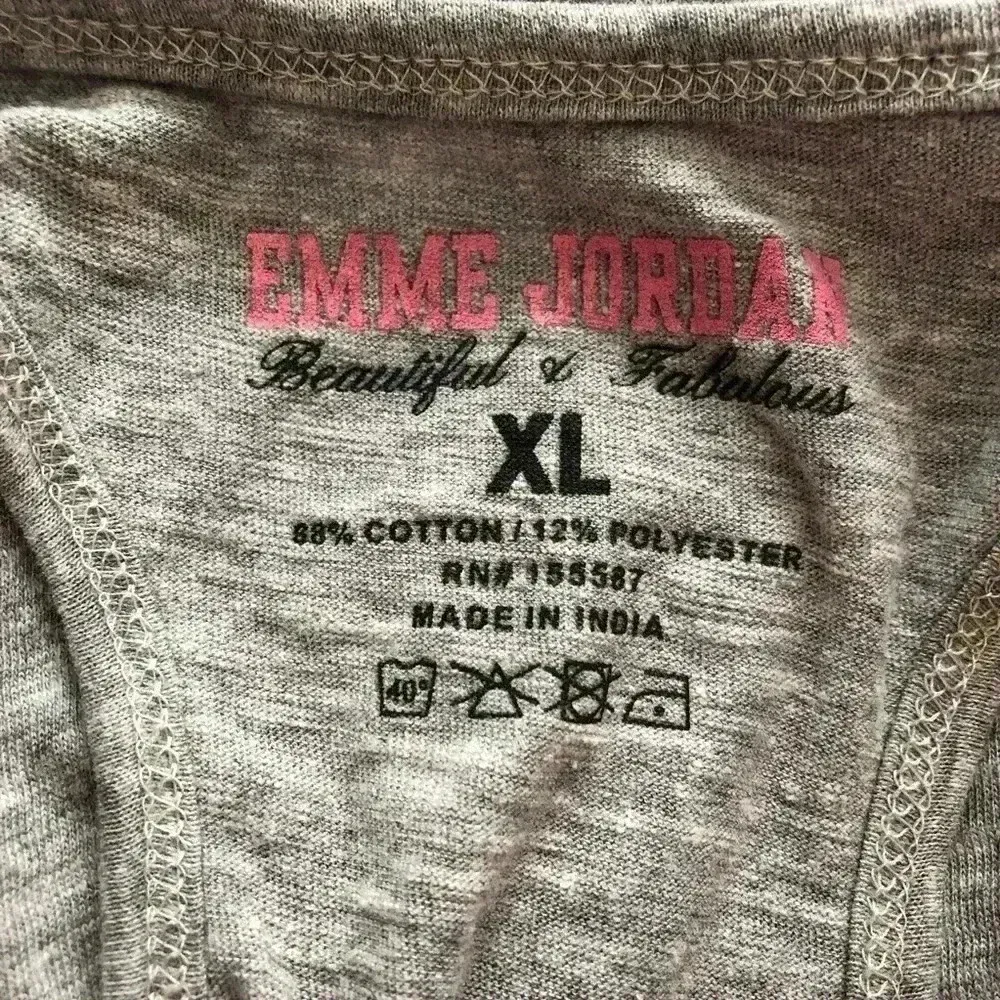 EMME JORDAN
Beautiful & Fabulous
XL
88% COTTON / 12% POLYESTER
RN# 155587
MADE IN INDIA
40°